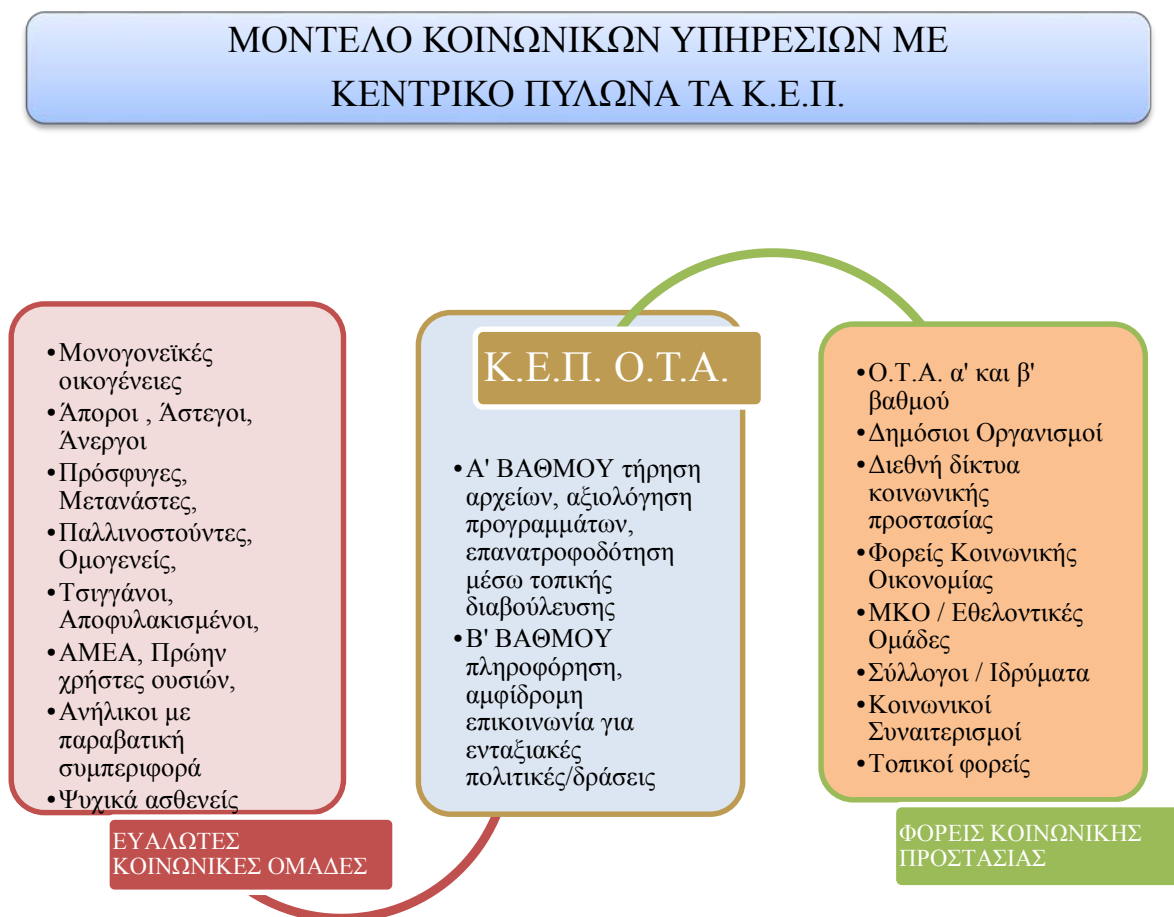 ΜΟΝΤΕΛΟ ΚΟΙΝΩΝΙΚΩΝ ΥΠΗΡΕΣΙΩΝ ΜΕ
ΚΕΝΤΡΙΚΟ ΠΥΛΩΝΑ ΤΑ Κ.Ε.Π.
•Μονογονεϊκές
οικογένειες
•Άποροι , Άστεγοι,
Άνεργοι
•Πρόσφυγες,
Μετανάστες,
•Παλλινοστούντες,
Ομογενείς,
•Τσιγγάνοι,
Αποφυλακισμένοι,
•ΑΜΕΑ, Πρώην
χρήστες ουσιών,
•Ανήλικοι με
παραβατική
συμπεριφορά
•Ψυχικά ασθενείς
ΕΥΑΛΩΤΕΣ
ΚΟΙΝΩΝΙΚΕΣ ΟΜΑΔΕΣ
Κ.Ε.Π. Ο.Τ.Α.
•Α' ΒΑΘΜΟΥ τήρηση
αρχείων, αξιολόγηση
προγραμμάτων,
επανατροφοδότηση
μέσω τοπικής
διαβούλευσης
•Β' ΒΑΘΜΟΥ
πληροφόρηση,
αμφίδρομη
επικοινωνία για
ενταξιακές
πολιτικές/δράσεις
•Ο.Τ.Α. α' και β'
βαθμού
•Δημόσιοι Οργανισμοί
•Διεθνή δίκτυα
κοινωνικής
προστασίας
•Φορείς Κοινωνικής
Οικονομίας
•ΜΚΟ / Εθελοντικές
Ομάδες
•Σύλλογοι / Ιδρύματα
•Κοινωνικοί
Συναιτερισμοί
•Τοπικοί φορείς
ΦΟΡΕΙΣ ΚΟΙΝΩΝΙΚΗΣ
ΠΡΟΣΤΑΣΙΑΣ